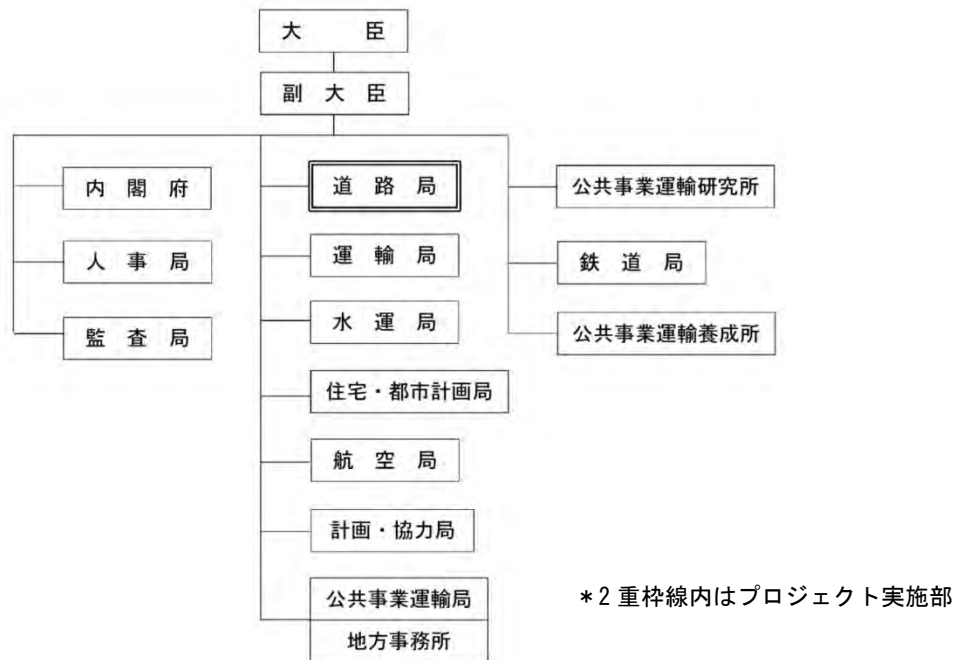 大臣
副大臣
内閣府
道路局
公共事業運輸研究所
人事局
運輸局
鉄道局
監査局
水運局
公共事業運輸養成所
住宅・都市計画局
航空局
計画・協力局
公共事業運輸局
地方事務所
*2重枠線内はプロジェクト実施部